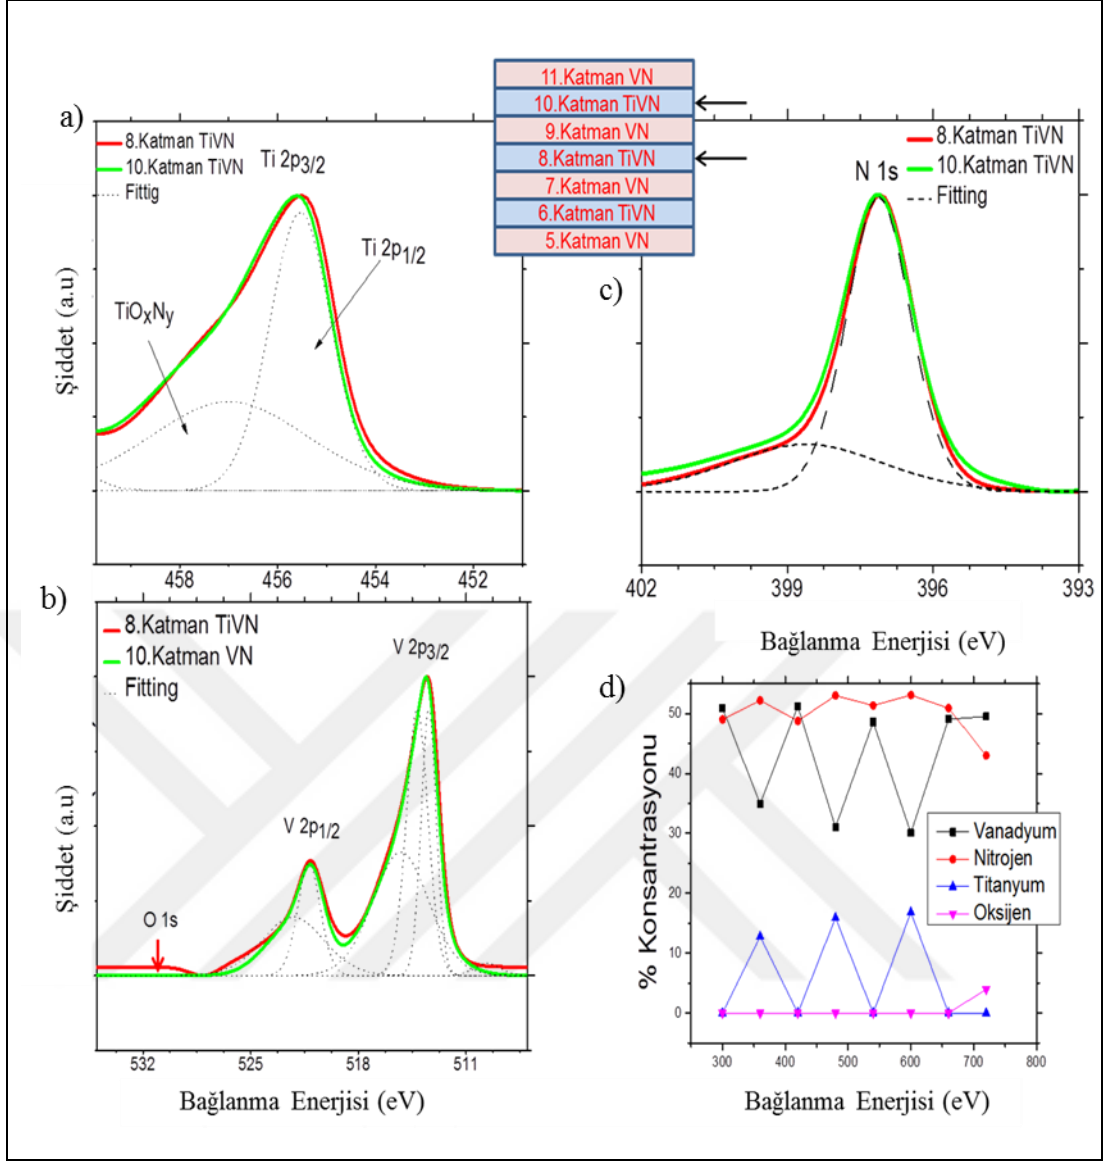 11.Katman VN
10.Katman TiVN
9.Katman VN
8.Katman TiVN
7.Katman VN
6.Katman TiVN
5.Katman VN
a)
8.Katman TiVN
10.Katman TiVN
Fittig
Ti 2p3/2
Ti 2p1/2
TiOxNy
Şiddet (a.u)
458 456 454 452
c)
8.Katman TiVN
10.Katman TiVN
Fitting
N 1s
402 399 396 393
Bağlanma Enerjisi (eV)
b)
8.Katman TiVN
10.Katman VN
Fitting
V 2p3/2
V 2p1/2
O 1s
Şiddet (a.u)
532 525 518 511
Bağlanma Enerjisi (eV)
d)
% Konsantrasyonu
50
40
30
20
10
0
Vanadyum
Nitrojen
Titanyum
Oksijen
300 400 500 600 700 800
Bağlanma Enerjisi (eV)